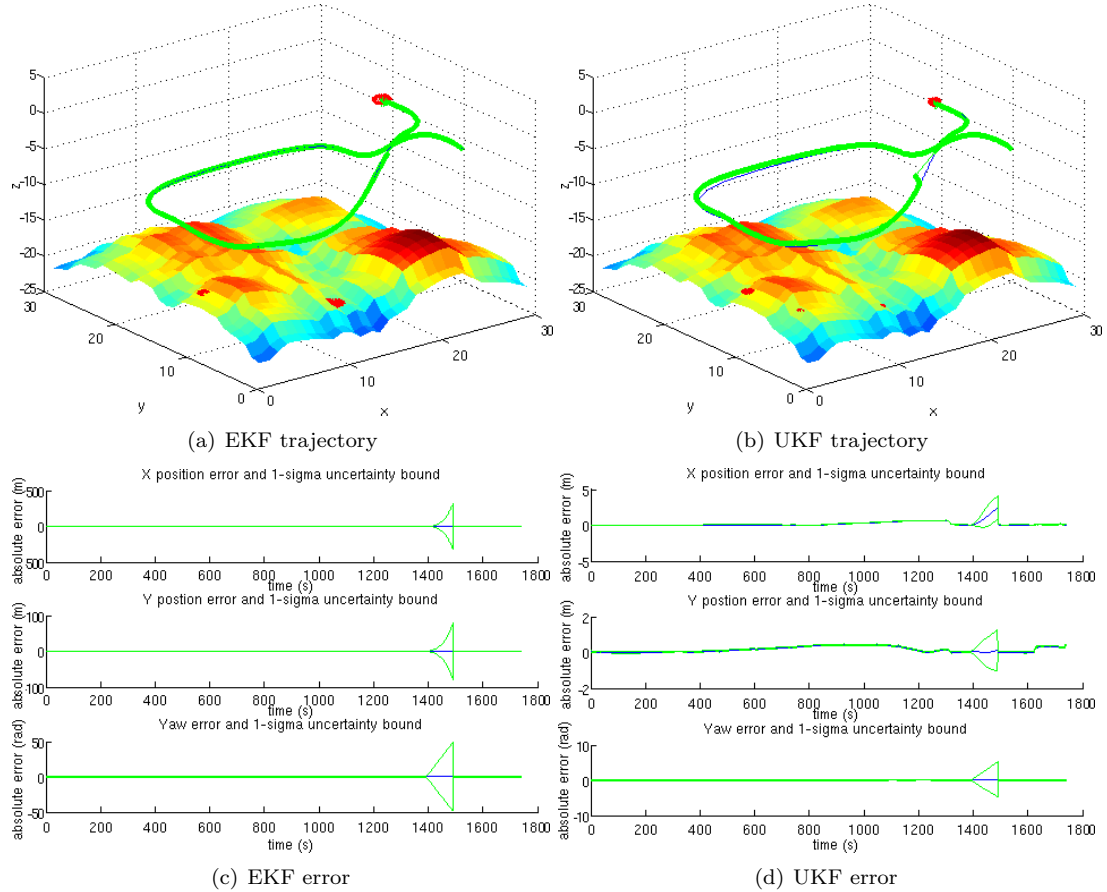 5
0
-5
-10
-15
-20
-25
z
30
20
10
0
y
0
10
20
30
x
(a) EKF trajectory
5
0
-5
-10
-15
-20
-25
z
30
20
10
0
y
0
10
20
30
x
(b) UKF trajectory
X position error and 1-sigma uncertainty bound
absolute error (m)
500
0
500
0 200 400 600 800 1000 1200 1400 1600 1800
time (s)
Y postion error and 1-sigma uncertainty bound
absolute error (m)
100
0
-100
0 200 400 600 800 1000 1200 1400 1600 1800
time (s)
Yaw error and 1-sigma uncertainty bound
absolute error (rad)
50
0
-50
0 200 400 600 800 1000 1200 1400 1600 1800
time (s)
(c) EKF error
X position error and 1-sigma uncertainty bound
absolute error (m)
5
0
-5
0 200 400 600 800 1000 1200 1400 1600 1800
time (s)
Y postion error and 1-sigma uncertainty bound
absolute error (m)
2
0
-2
0 200 400 600 800 1000 1200 1400 1600 1800
time (s)
Yaw error and 1-sigma uncertainty bound
absolute error (rad)
10
0
-10
0 200 400 600 800 1000 1200 1400 1600 1800
time (s)
(d) UKF error